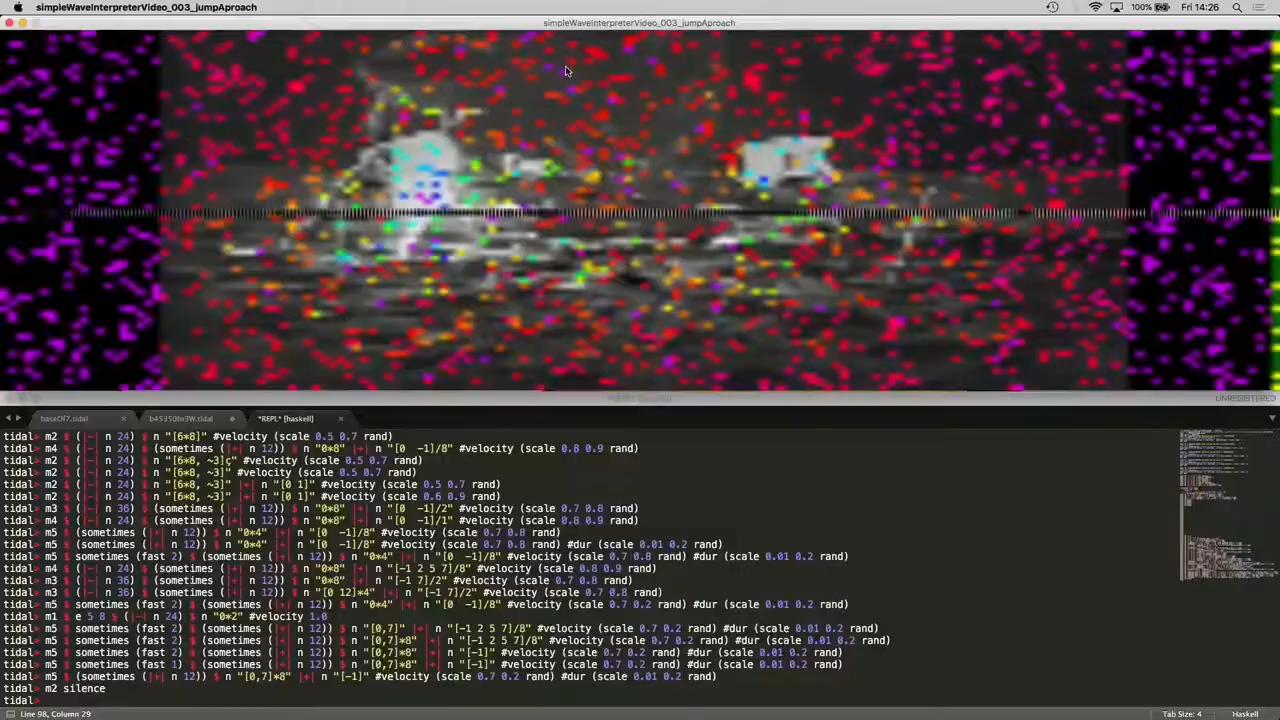 simpleWaveInterpreterVideo_003_jumpAproach 100% Fri 14:26
simpleWaveInterpreterVideo_003_jumpAproach
UNREGISTERED
baseOf7.tidal × *REPL* [haskell] ×
tidal> m2 $ (|-| n 24) $ n "[6*8]" #velocity (scale 0.5 0.7 rand)
tidal> m4 $ (|-| n 24) $ (sometimes (|+| n 12)) $ n "0*8" |+| n "[0 -1]/8" #velocity (scale 0.8 0.9 rand)
tidal> m2 $ (|-| n 24) $ n "[6*8, ~3]c" #velocity (scale 0.5 0.7 rand)
tidal> m2 $ (|-| n 24) $ n "[6*8, ~3]" #velocity (scale 0.5 0.7 rand)
tidal> m2 $ (|-| n 24) $ n "[6*8, ~3]" |+| n "[0 1]" #velocity (scale 0.5 0.7 rand)
tidal> m2 $ (|-| n 24) $ n "[6*8, ~3]" |+| n "[0 1]" #velocity (scale 0.6 0.9 rand)
tidal> m3 $ (|-| n 36) $ (sometimes (|+| n 12)) $ n "0*8" |+| n "[0 -1]/2" #velocity (scale 0.7 0.8 rand)
tidal> m4 $ (|-| n 24) $ (sometimes (|+| n 12)) $ n "0*8" |+| n "[0 -1]/1" #velocity (scale 0.8 0.9 rand)
tidal> m5 $ (sometimes (|+| n 12)) $ n "0*4" |+| n "[0 -1]/8" #velocity (scale 0.7 0.8 rand)
tidal> m5 $ (sometimes (|+| n 12)) $ n "0*4" |+| n "[0 -1]/8" #velocity (scale 0.7 0.8 rand) #dur (scale 0.01 0.2 rand)
tidal> m5 $ sometimes (fast 2) $ (sometimes (|+| n 12)) $ n "0*4" |+| n "[0 -1]/8" #velocity (scale 0.7 0.8 rand) #dur (scale 0.01 0.2 rand)
tidal> m4 $ (|-| n 24) $ (sometimes (|+| n 12)) $ n "0*8" |+| n "[-1 2 5 7]/4" #velocity (scale 0.8 0.9 rand)
tidal> m3 $ (|-| n 36) $ (sometimes (|+| n 12)) $ n "0*8" |+| n "[-1 7]/2" #velocity (scale 0.7 0.8 rand)
tidal> m3 $ (|-| n 36) $ (sometimes (|+| n 12)) $ n "[0 12]*4" |+| n "[-1 7]/2" #velocity (scale 0.7 0.8 rand)
tidal> m5 $ sometimes (fast 2) $ (sometimes (|+| n 12)) $ n "0*4" |+| n "[0 -1]/8" #velocity (scale 0.7 0.2 rand) #dur (scale 0.01 0.2 rand)
tidal> m1 $ e 5 8 $ (|-| n 24) $ n "0*2" #velocity 1.0
tidal> m5 $ sometimes (fast 2) $ (sometimes (|+| n 12)) $ n "[0,7]" |+| n "[-1 2 5 7]/8" #velocity (scale 0.7 0.2 rand) #dur (scale 0.01 0.2 rand)
tidal> m5 $ sometimes (fast 2) $ (sometimes (|+| n 12)) $ n "[0,7]*8" |+| n "[-1 2 5 7]/8" #velocity (scale 0.7 0.2 rand) #dur (scale 0.01 0.2 rand)
tidal> m5 $ sometimes (fast 2) $ (sometimes (|+| n 12)) $ n "[0,7]*8" |+| n "[-1]" #velocity (scale 0.7 0.2 rand) #dur (scale 0.01 0.2 rand)
tidal> m5 $ sometimes (fast 1) $ (sometimes (|+| n 12)) $ n "[0,7]*8" |+| n "[-1]" #velocity (scale 0.7 0.2 rand) #dur (scale 0.01 0.2 rand)
tidal> m5 $ (sometimes (|+| n 12)) $ n "[0,7]*8" |+| n "[-1]" #velocity (scale 0.7 0.2 rand) #dur (scale 0.01 0.2 rand)
tidal> m2 silence
tidal>
Line 98, Column 29 Tab Size: 4 Haskell